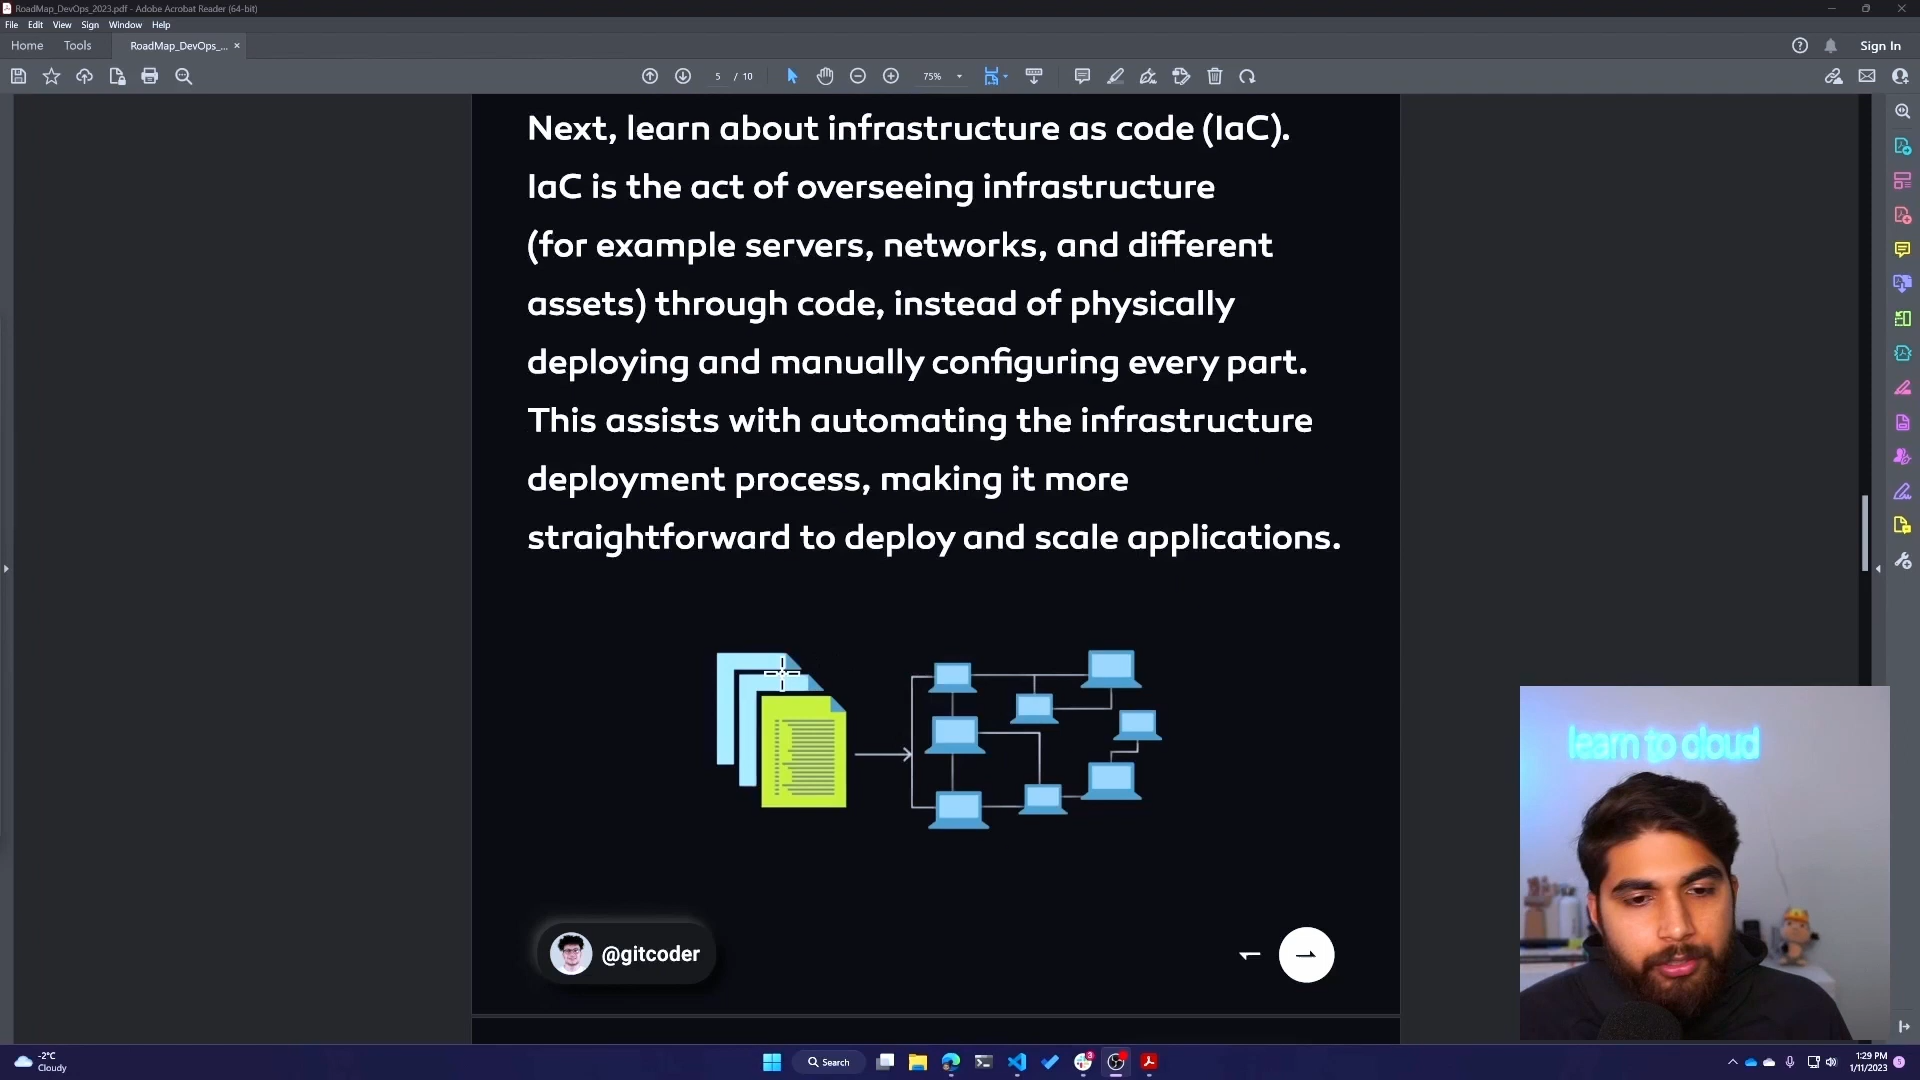 RoadMap_DevOps_2023.pdf - Adobe Acrobat Reader (64-bit)
File Edit View Sign Window Help
Home Tools RoadMap_DevOps_... × Sign In
5 / 10 75%
Next, learn about infrastructure as code (IaC).
IaC is the act of overseeing infrastructure
(for example servers, networks, and different
assets) through code, instead of physically
deploying and manually configuring every part.
This assists with automating the infrastructure
deployment process, making it more
straightforward to deploy and scale applications.
learn to cloud
@gitcoder
-2°C
Cloudy
Search
3
1:29 PM
1/11/2023
5